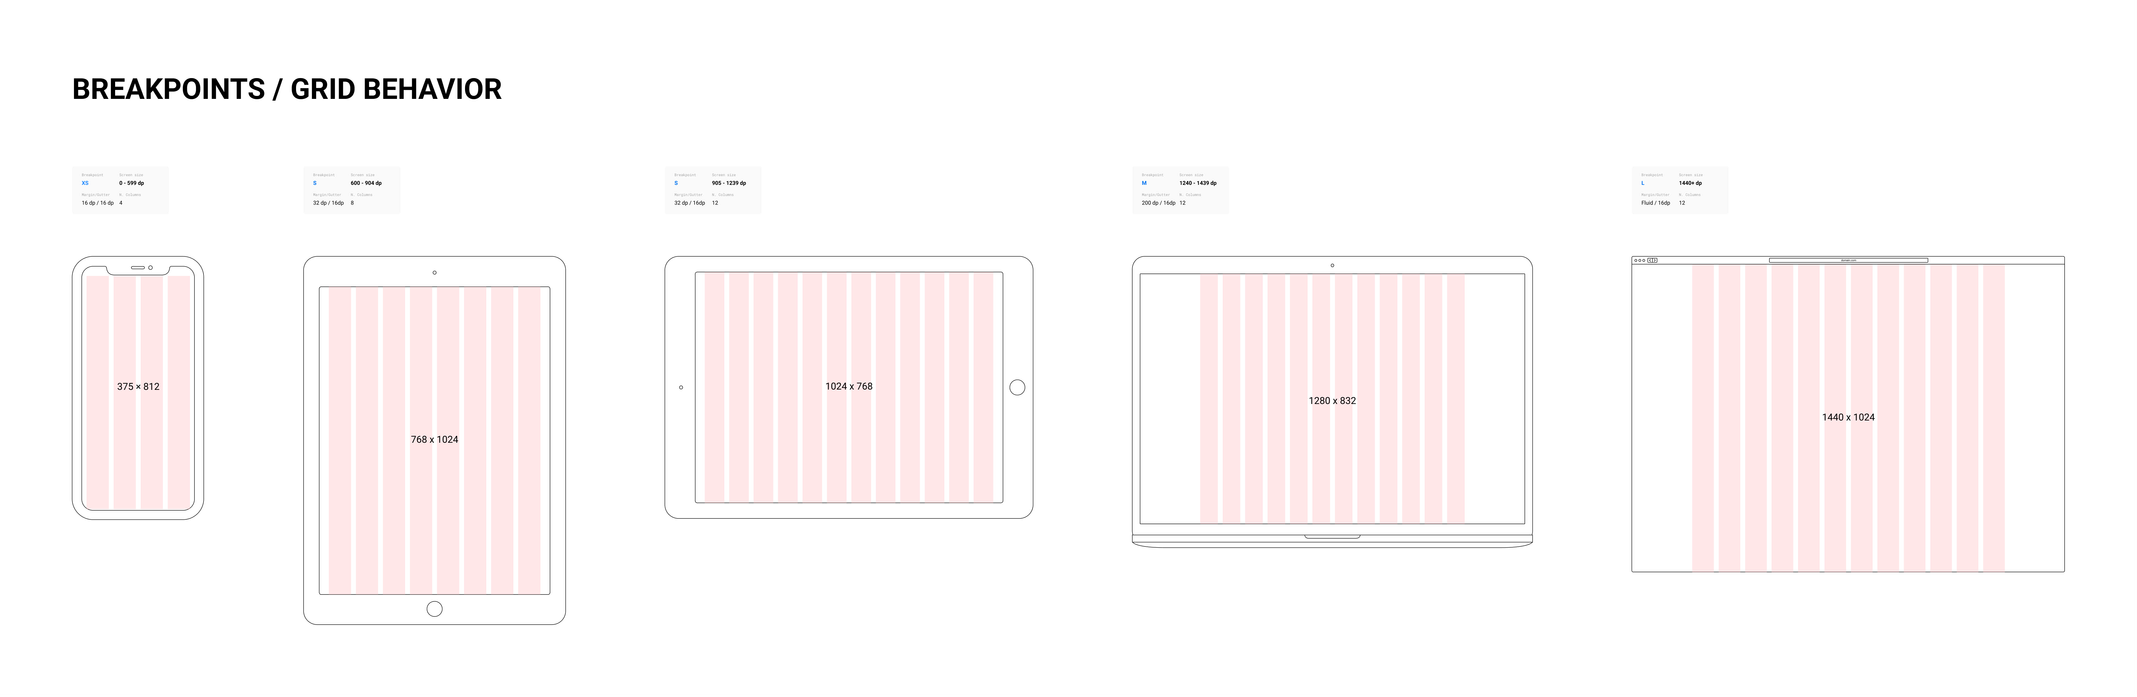 BREAKPOINTS / GRID BEHAVIOR
Breakpoint Screen size
XS 0 - 599 dp
Margin/Gutter N. Columns
16 dp / 16 dp 4
Breakpoint Screen size
S 600 - 904 dp
Margin/Gutter N. Columns
32 dp / 16dp 8
Breakpoint Screen size
S 905 - 1239 dp
Margin/Gutter N. Columns
32 dp / 16dp 12
Breakpoint Screen size
M 1240 - 1439 dp
Margin/Gutter N. Columns
200 dp / 16dp 12
Breakpoint Screen size
L 1440+ dp
Margin/Gutter N. Columns
Fluid / 16dp 12
375 × 812
768 x 1024
1024 x 768
1280 x 832
1440 x 1024